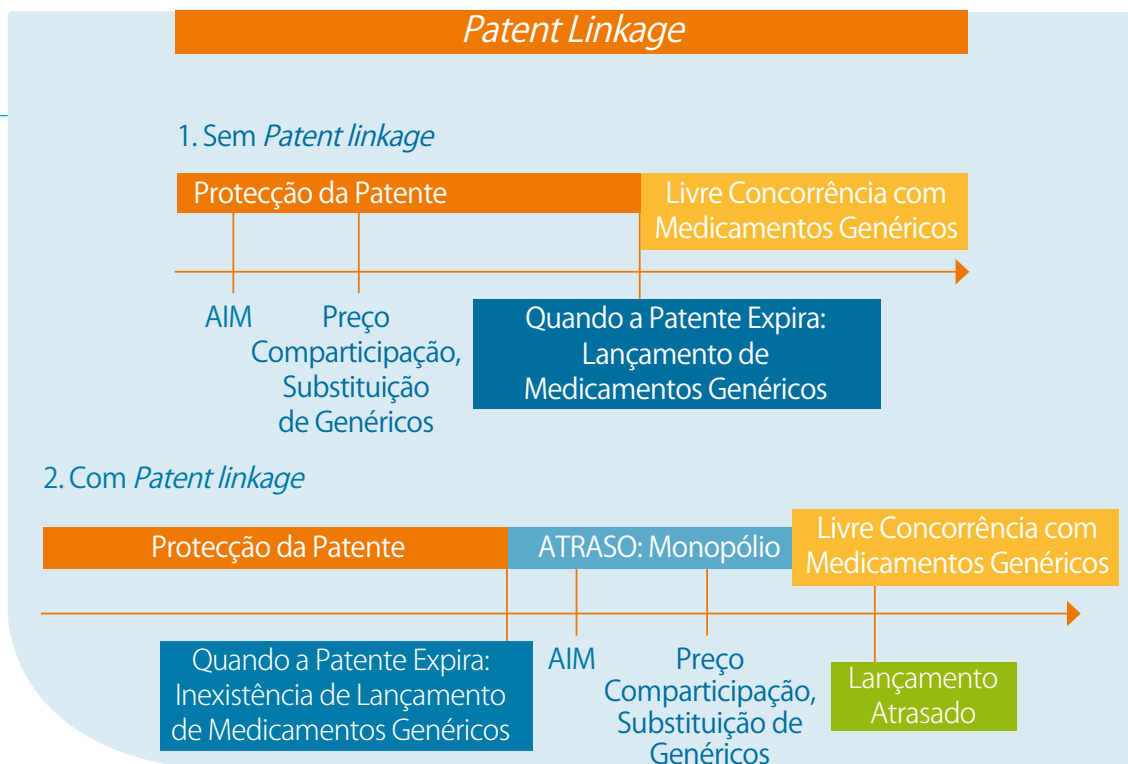 Patent Linkage
1. Sem Patent linkage
Protecção da Patente
Livre Concorrência com
Medicamentos Genéricos
AIM
Preço
Comparticipação,
Substituição
de Genéricos
Quando a Patente Expira:
Lançamento de
Medicamentos Genéricos
2. Com Patent linkage
Protecção da Patente
ATRASO: Monopólio
Livre Concorrência com
Medicamentos Genéricos
Quando a Patente Expira:
Inexistência de Lançamento
de Medicamentos Genéricos
AIM
Preço
Comparticipação,
Substituição de
Genéricos
Lançamento
Atrasado